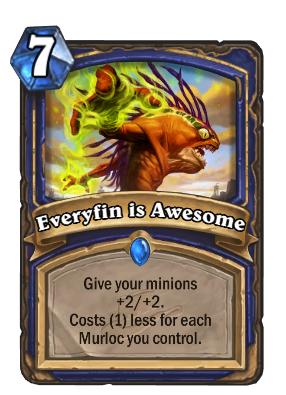 7
Everyfin is Awesome
Give your minions
+2/+2.
Costs (1) less for each
Murloc you control.